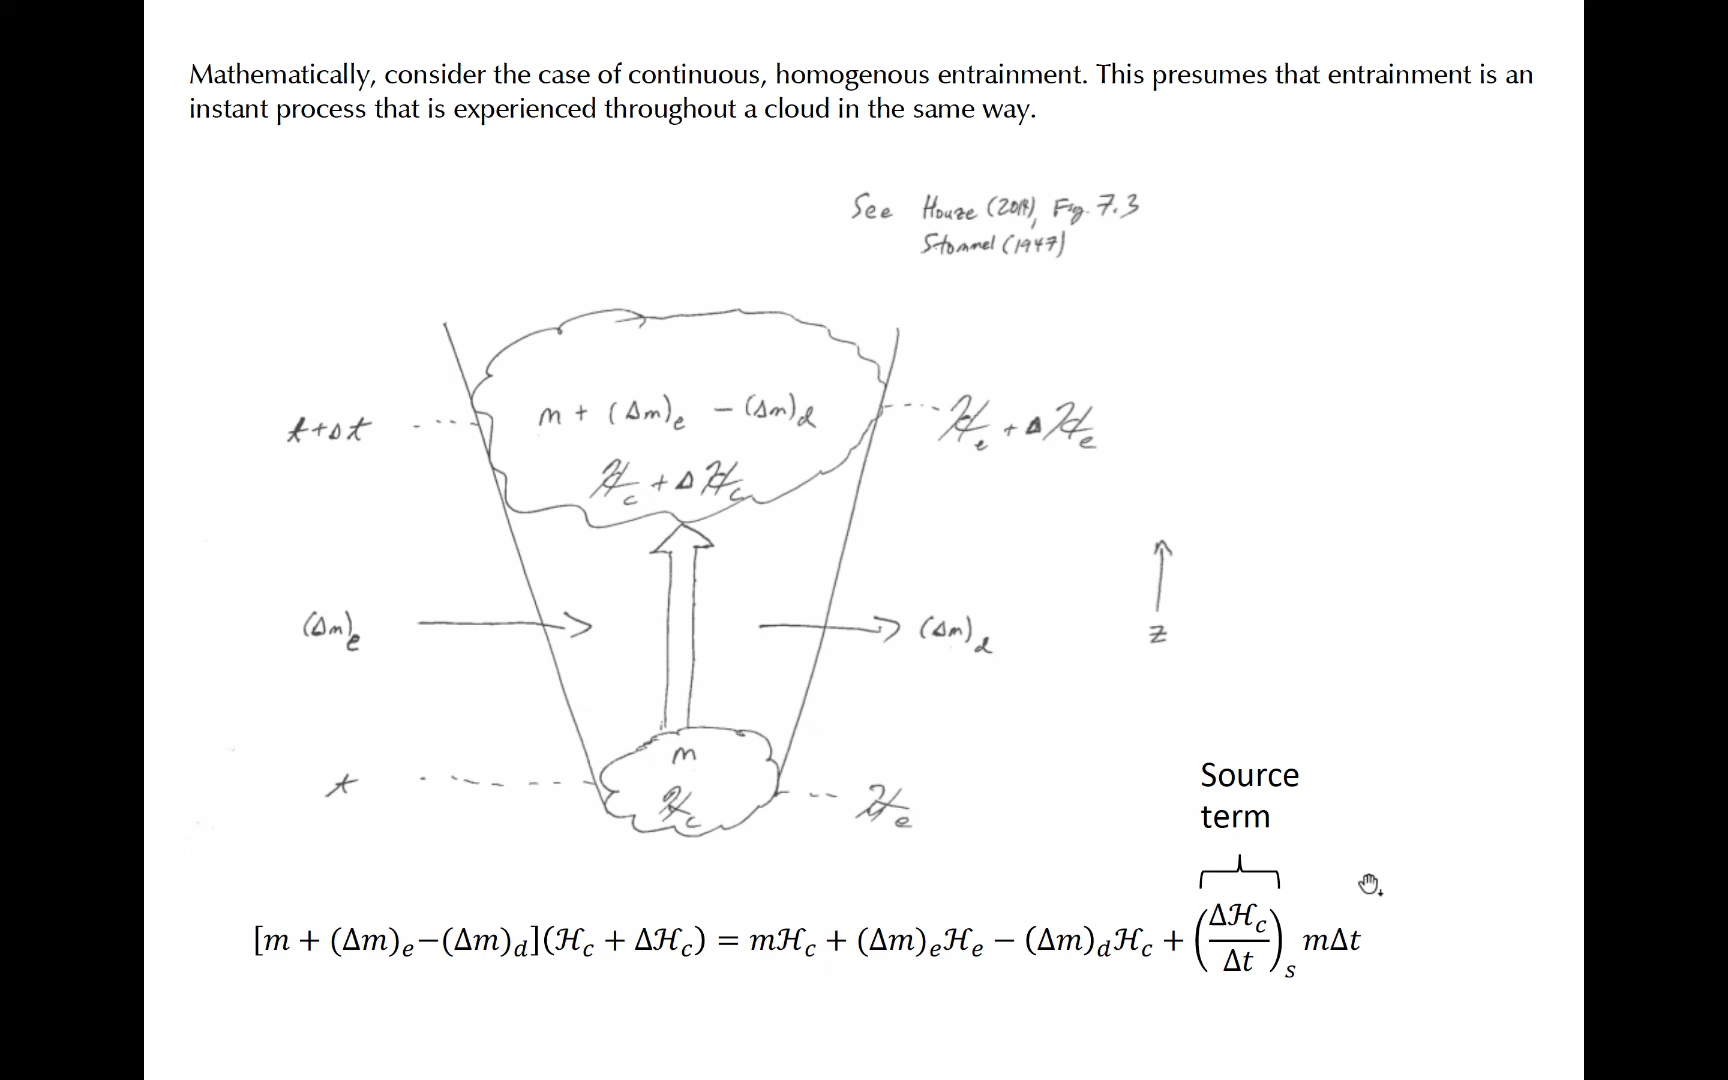 Mathematically, consider the case of continuous, homogenous entrainment. This presumes that entrainment is an
instant process that is experienced throughout a cloud in the same way.
See Houze (2014), Fig. 7.3
Stommel (1947)
t+Δt
m + (Δm)e − (Δm)d
ℋe + Δℋe
ℋc + Δℋc
(Δm)e
(Δm)d
z
t
m
ℋc
ℋe
Source
term
[m + (Δm)e−(Δm)d](ℋc + Δℋc) = mℋc + (Δm)eℋe − (Δm)dℋc + (Δℋc/Δt)s mΔt